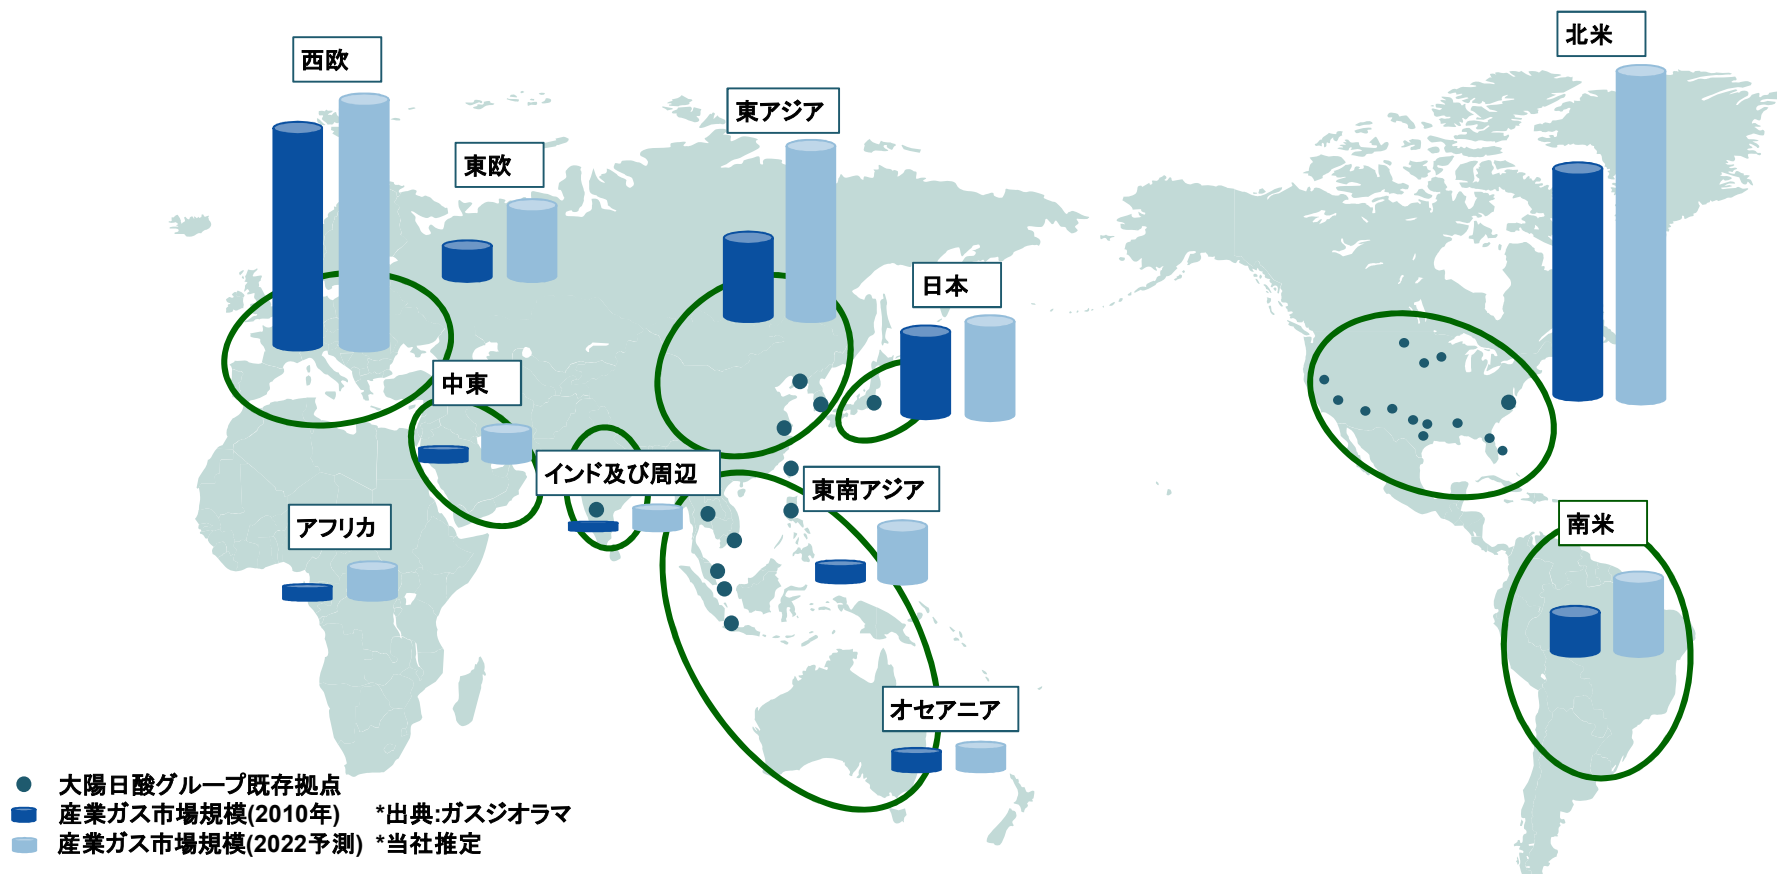 西欧
北米
東アジア
東欧
日本
中東
インド及び周辺
東南アジア
アフリカ
南米
オセアニア
大陽日酸グループ既存拠点
産業ガス市場規模(2010年) *出典:ガスジオラマ
産業ガス市場規模(2022予測) *当社推定